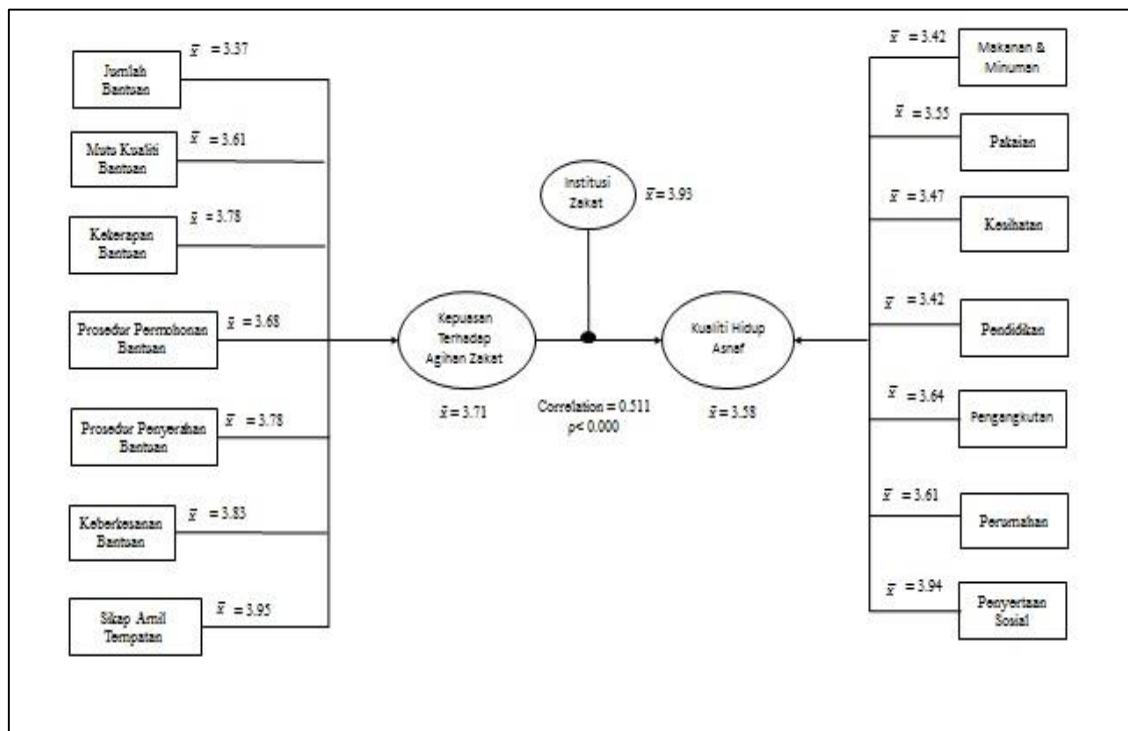 x̄ = 3.37
Jumlah
Bantuan
x̄ = 3.61
Mutu Kualiti
Bantuan
x̄ = 3.78
Kekerapan
Bantuan
x̄ = 3.68
Prosedur Permohonan
Bantuan
x̄ = 3.78
Prosedur Penyerahan
Bantuan
x̄ = 3.83
Keberkesanan
Bantuan
x̄ = 3.95
Sikap Amil
Tempatan
Kepuasan
Terhadap
Agihan Zakat
x̄ = 3.71
Institusi
Zakat
x̄ = 3.93
Correlation = 0.511
p< 0.000
Kualiti Hidup
Asnaf
x̄ = 3.58
x̄ = 3.42
Makanan &
Minuman
x̄ = 3.55
Pakaian
x̄ = 3.47
Kesihatan
x̄ = 3.42
Pendidikan
x̄ = 3.64
Pengangkutan
x̄ = 3.61
Perumahan
x̄ = 3.94
Penyertaan
Sosial